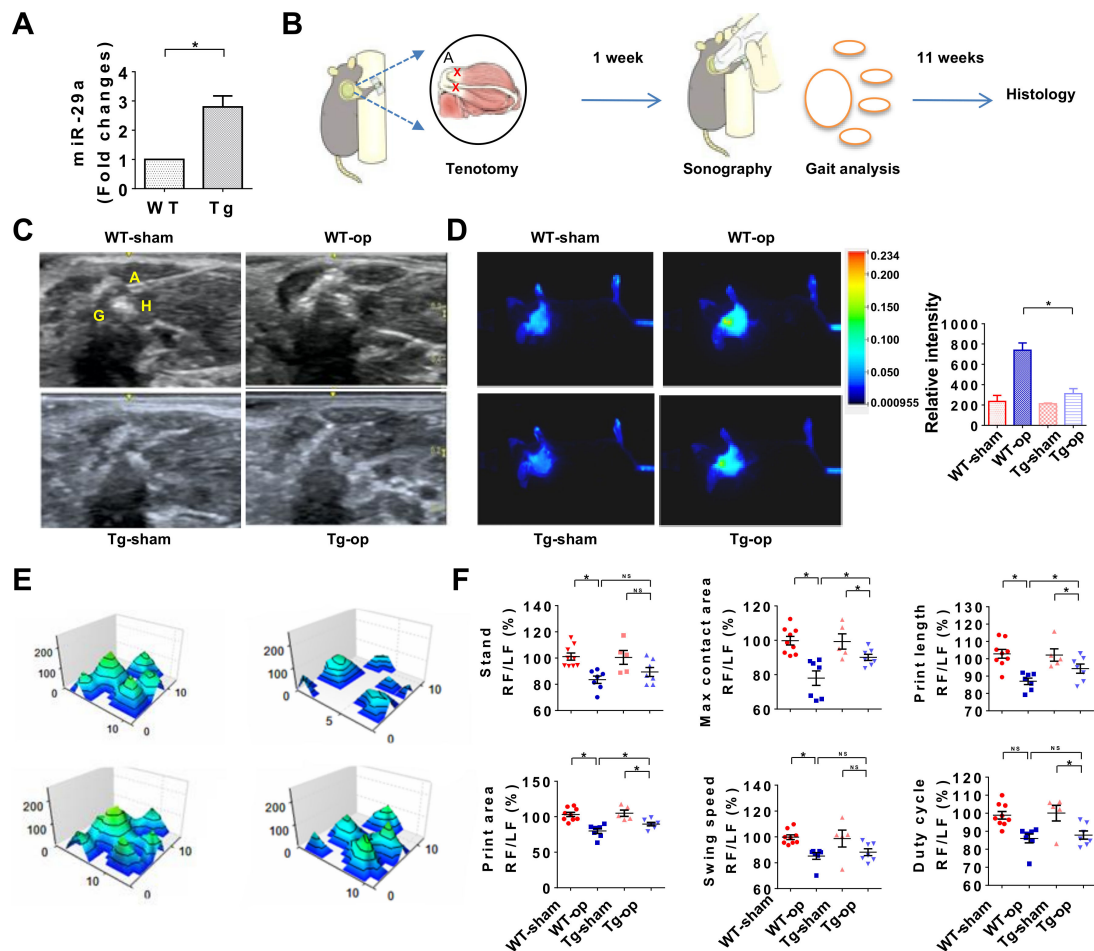 A
miR-29a
(Fold changes)
4
3
2
1
0
WT
Tg
*
B
A
X
X
Tenotomy
1 week
Sonography
Gait analysis
11 weeks
Histology
C
WT-sham
WT-op
A
G
H
Tg-sham
Tg-op
D
WT-sham
WT-op
Tg-sham
Tg-op
0.234
0.200
0.150
0.100
0.050
0.000955
Relative intensity
1000
800
600
400
200
0
*
WT-sham
WT-op
Tg-sham
Tg-op
E
200
100
0
10
10
0
200
100
0
5
10
0
200
100
0
10
10
0
200
100
0
10
10
0
F
Stand
RF/LF (%)
140
120
100
80
60
*
NS
NS
Max contact area
RF/LF (%)
120
100
80
60
*
*
*
Print length
RF/LF (%)
130
120
110
100
90
80
70
*
*
*
Print area
RF/LF (%)
150
100
50
0
*
*
*
WT-sham
WT-op
Tg-sham
Tg-op
Swing speed
RF/LF (%)
140
120
100
80
60
*
NS
NS
WT-sham
WT-op
Tg-sham
Tg-op
Duty cycle
RF/LF (%)
120
110
100
90
80
70
60
NS
NS
*
WT-sham
WT-op
Tg-sham
Tg-op